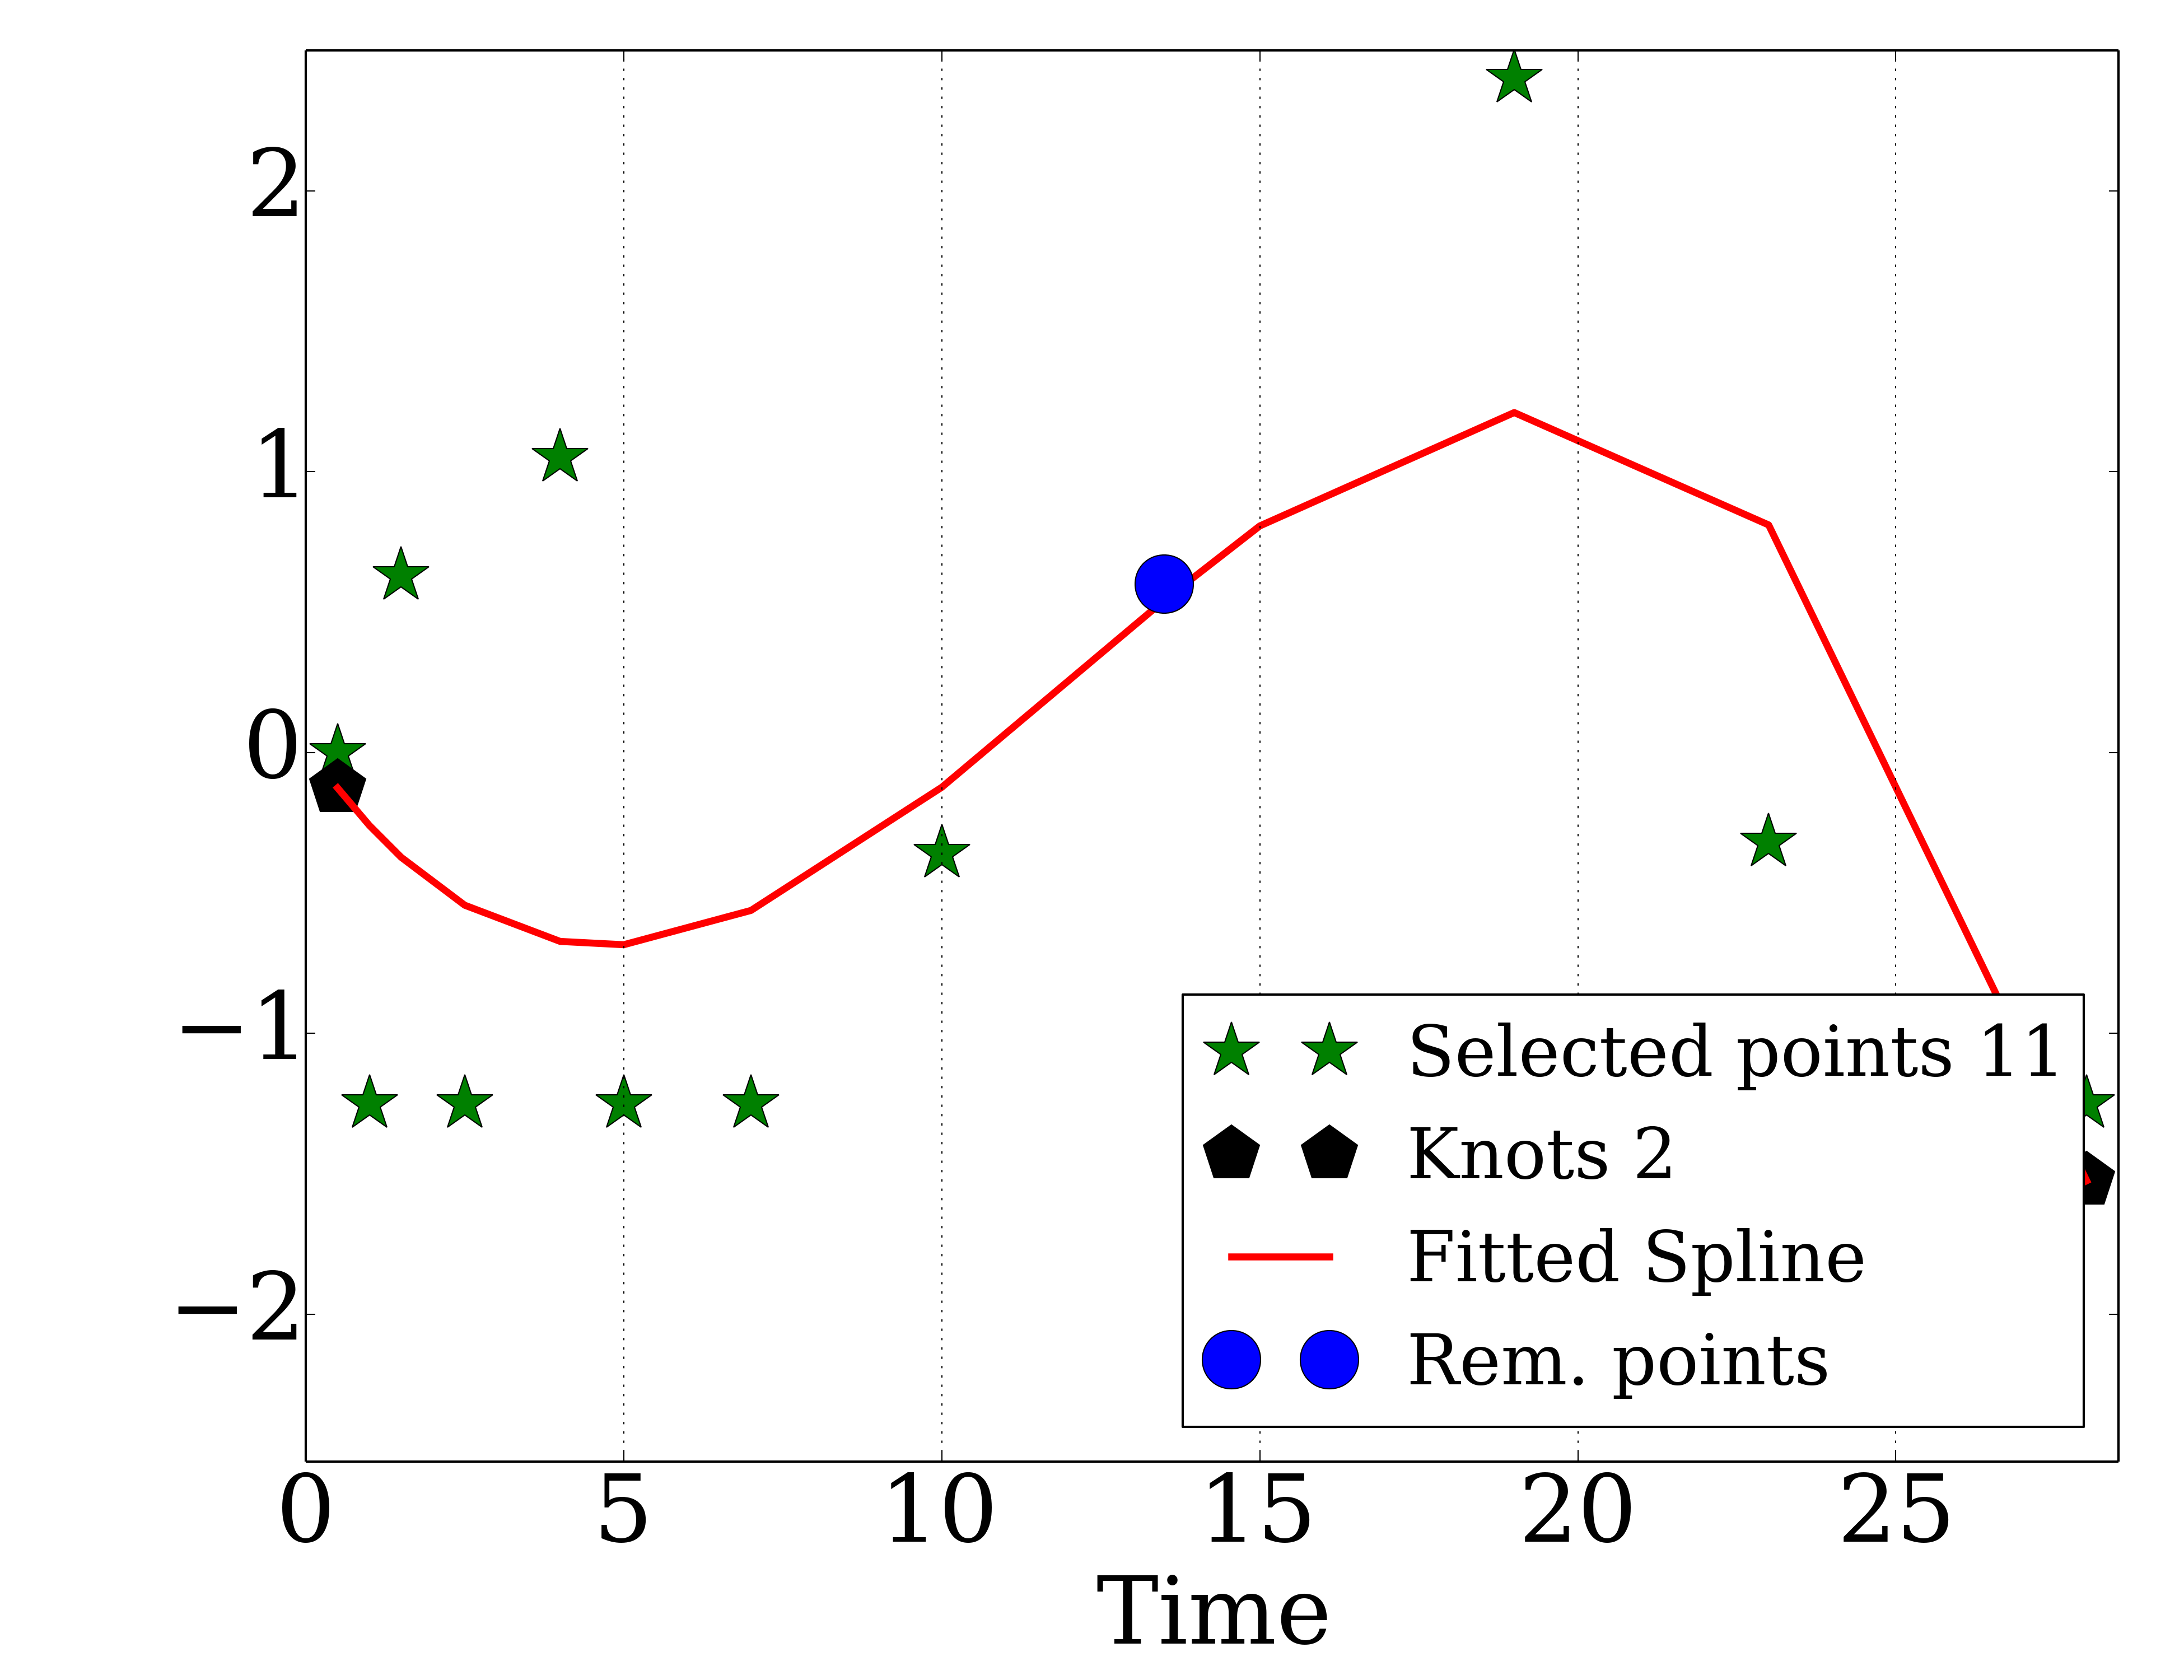 2
1
0
−1
−2
Selected points 11
Knots 2
Fitted Spline
Rem. points
0 5 10 15 20 25
Time